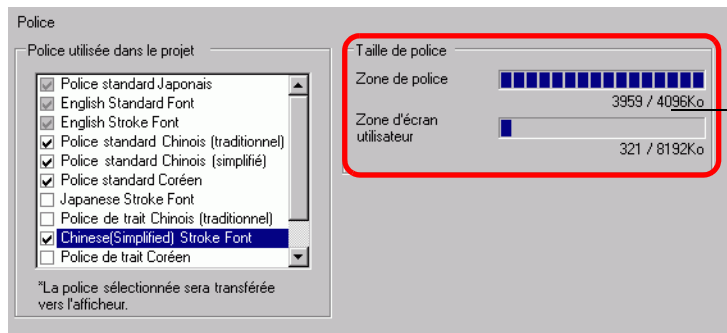 Police
Police utilisée dans le projet
Police standard Japonais
English Standard Font
English Stroke Font
Police standard Chinois (traditionnel)
Police standard Chinois (simplifié)
Police standard Coréen
Japanese Stroke Font
Police de trait Chinois (traditionnel)
Chinese(Simplified) Stroke Font
Police de trait Coréen
*La police sélectionnée sera transférée
vers l'afficheur.
Taille de police
Zone de police
3959 / 4096Ko
Zone d'écran
utilisateur
321 / 8192Ko